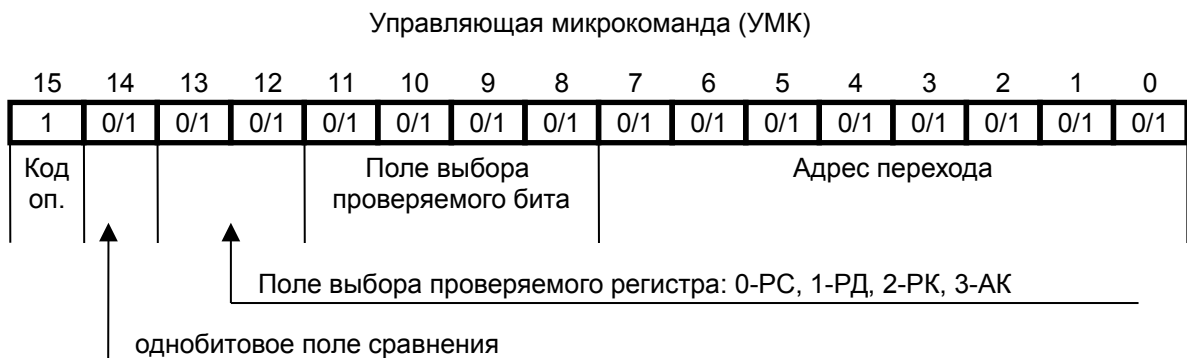 Управляющая микрокоманда (УМК)
15 14 13 12 11 10 9 8 7 6 5 4 3 2 1 0
1 0/1 0/1 0/1 0/1 0/1 0/1 0/1 0/1 0/1 0/1 0/1 0/1 0/1 0/1 0/1
Код оп.
Поле выбора
проверяемого бита
Адрес перехода
Поле выбора проверяемого регистра: 0-РС, 1-РД, 2-РК, 3-АК
однобитовое поле сравнения